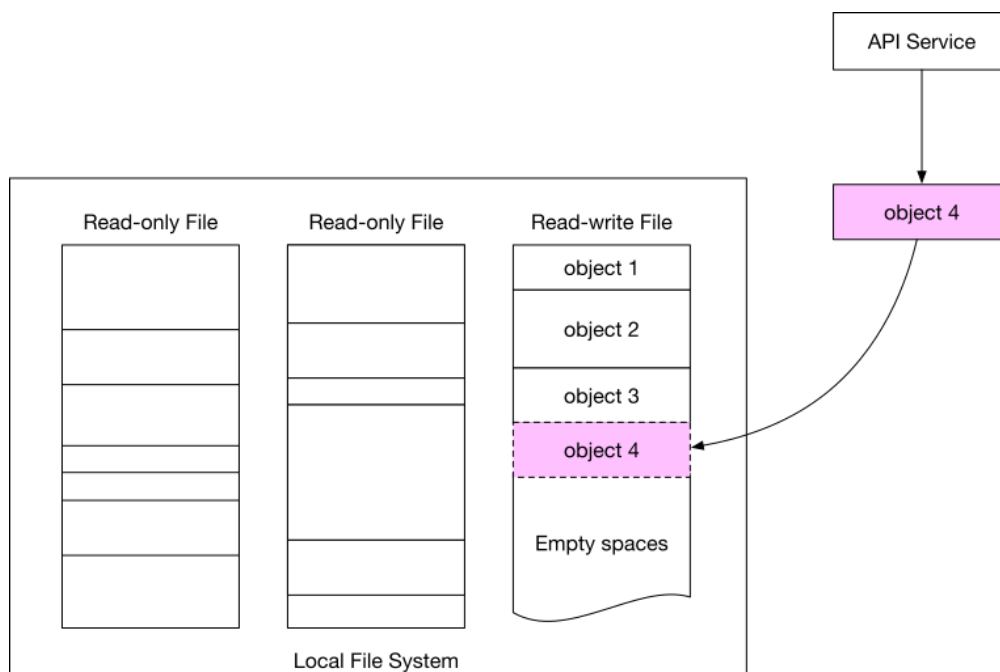 API Service
object 4
Read-only File
Read-only File
Read-write File
object 1
object 2
object 3
object 4
Empty spaces
Local File System